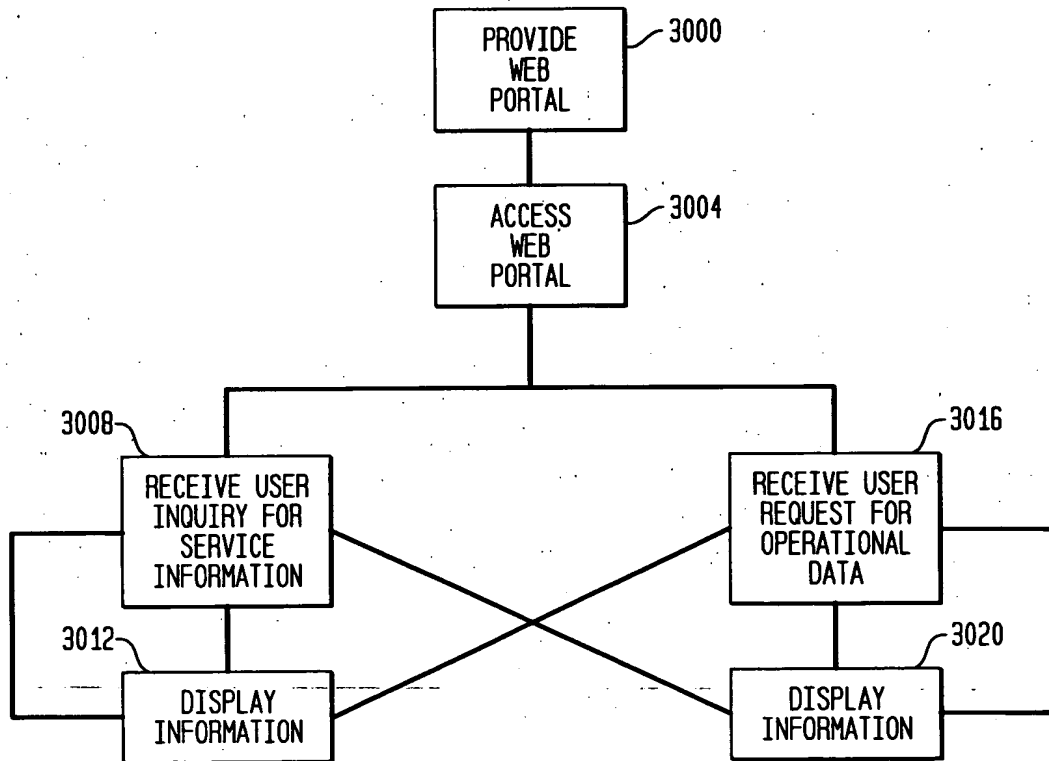 PROVIDE
WEB
PORTAL
3000
ACCESS
WEB
PORTAL
3004
3008
RECEIVE USER
INQUIRY FOR
SERVICE
INFORMATION
3016
RECEIVE USER
REQUEST FOR
OPERATIONAL
DATA
3012
DISPLAY
INFORMATION
3020
DISPLAY
INFORMATION